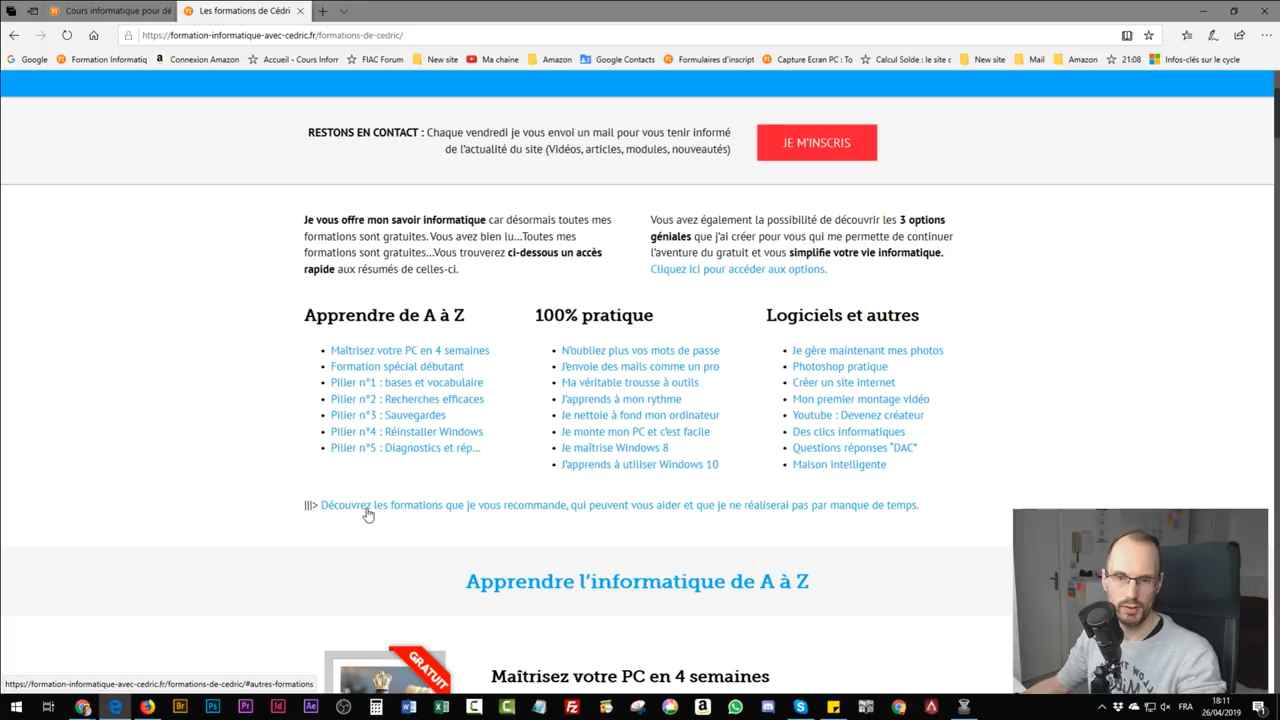 Cours informatique pour dé
Les formations de Cédri
https://formation-informatique-avec-cedric.fr/formations-de-cedric/
Google
Formation Informatiq
Connexion Amazon
Accueil - Cours Inforr
FIAC Forum
New site
Ma chaine
Amazon
Google Contacts
Formulaires d'inscript
Capture Ecran PC : To
Calcul Solde : le site c
New site
Mail
Amazon
21:08
Infos-clés sur le cycle
RESTONS EN CONTACT : Chaque vendredi je vous envoi un mail pour vous tenir informé
de l'actualité du site (Vidéos, articles, modules, nouveautés)
JE M'INSCRIS
Je vous offre mon savoir informatique car désormais toutes mes
formations sont gratuites. Vous avez bien lu…Toutes mes
formations sont gratuites…Vous trouverez ci-dessous un accès
rapide aux résumés de celles-ci.
Vous avez également la possibilité de découvrir les 3 options
géniales que j'ai créer pour vous qui me permete de continuer
l'aventure du gratuit et vous simplifie votre vie informatique.
Cliquez ici pour accéder aux options.
Apprendre de A à Z
• Maîtrisez votre PC en 4 semaines
• Formation spécial débutant
• Pilier n°1 : bases et vocabulaire
• Pilier n°2 : Recherches efficaces
• Pilier n°3 : Sauvegardes
• Pilier n°4 : Réinstaller Windows
• Pilier n°5 : Diagnostics et rép…
100% pratique
• N'oubliez plus vos mots de passe
• J'envoie des mails comme un pro
• Ma véritable trousse à outils
• J'apprends à mon rythme
• Je nettoie à fond mon ordinateur
• Je monte mon PC et c'est facile
• Je maîtrise Windows 8
• J'apprends à utiliser Windows 10
Logiciels et autres
• Je gère maintenant mes photos
• Photoshop pratique
• Créer un site internet
• Mon premier montage vidéo
• Youtube : Devenez créateur
• Des clics informatiques
• Questions réponses "DAC"
• Maison intelligente
|||> Découvrez les formations que je vous recommande, qui peuvent vous aider et que je ne réaliserai pas par manque de temps.
Apprendre l'informatique de A à Z
GRATUIT
Maîtrisez votre PC en 4 semaines
https://formation-informatique-avec-cedric.fr/formations-de-cedric/#autres-formations
Br
Ps
Pr
Id
Ae
FRA
18:11
26/04/2019